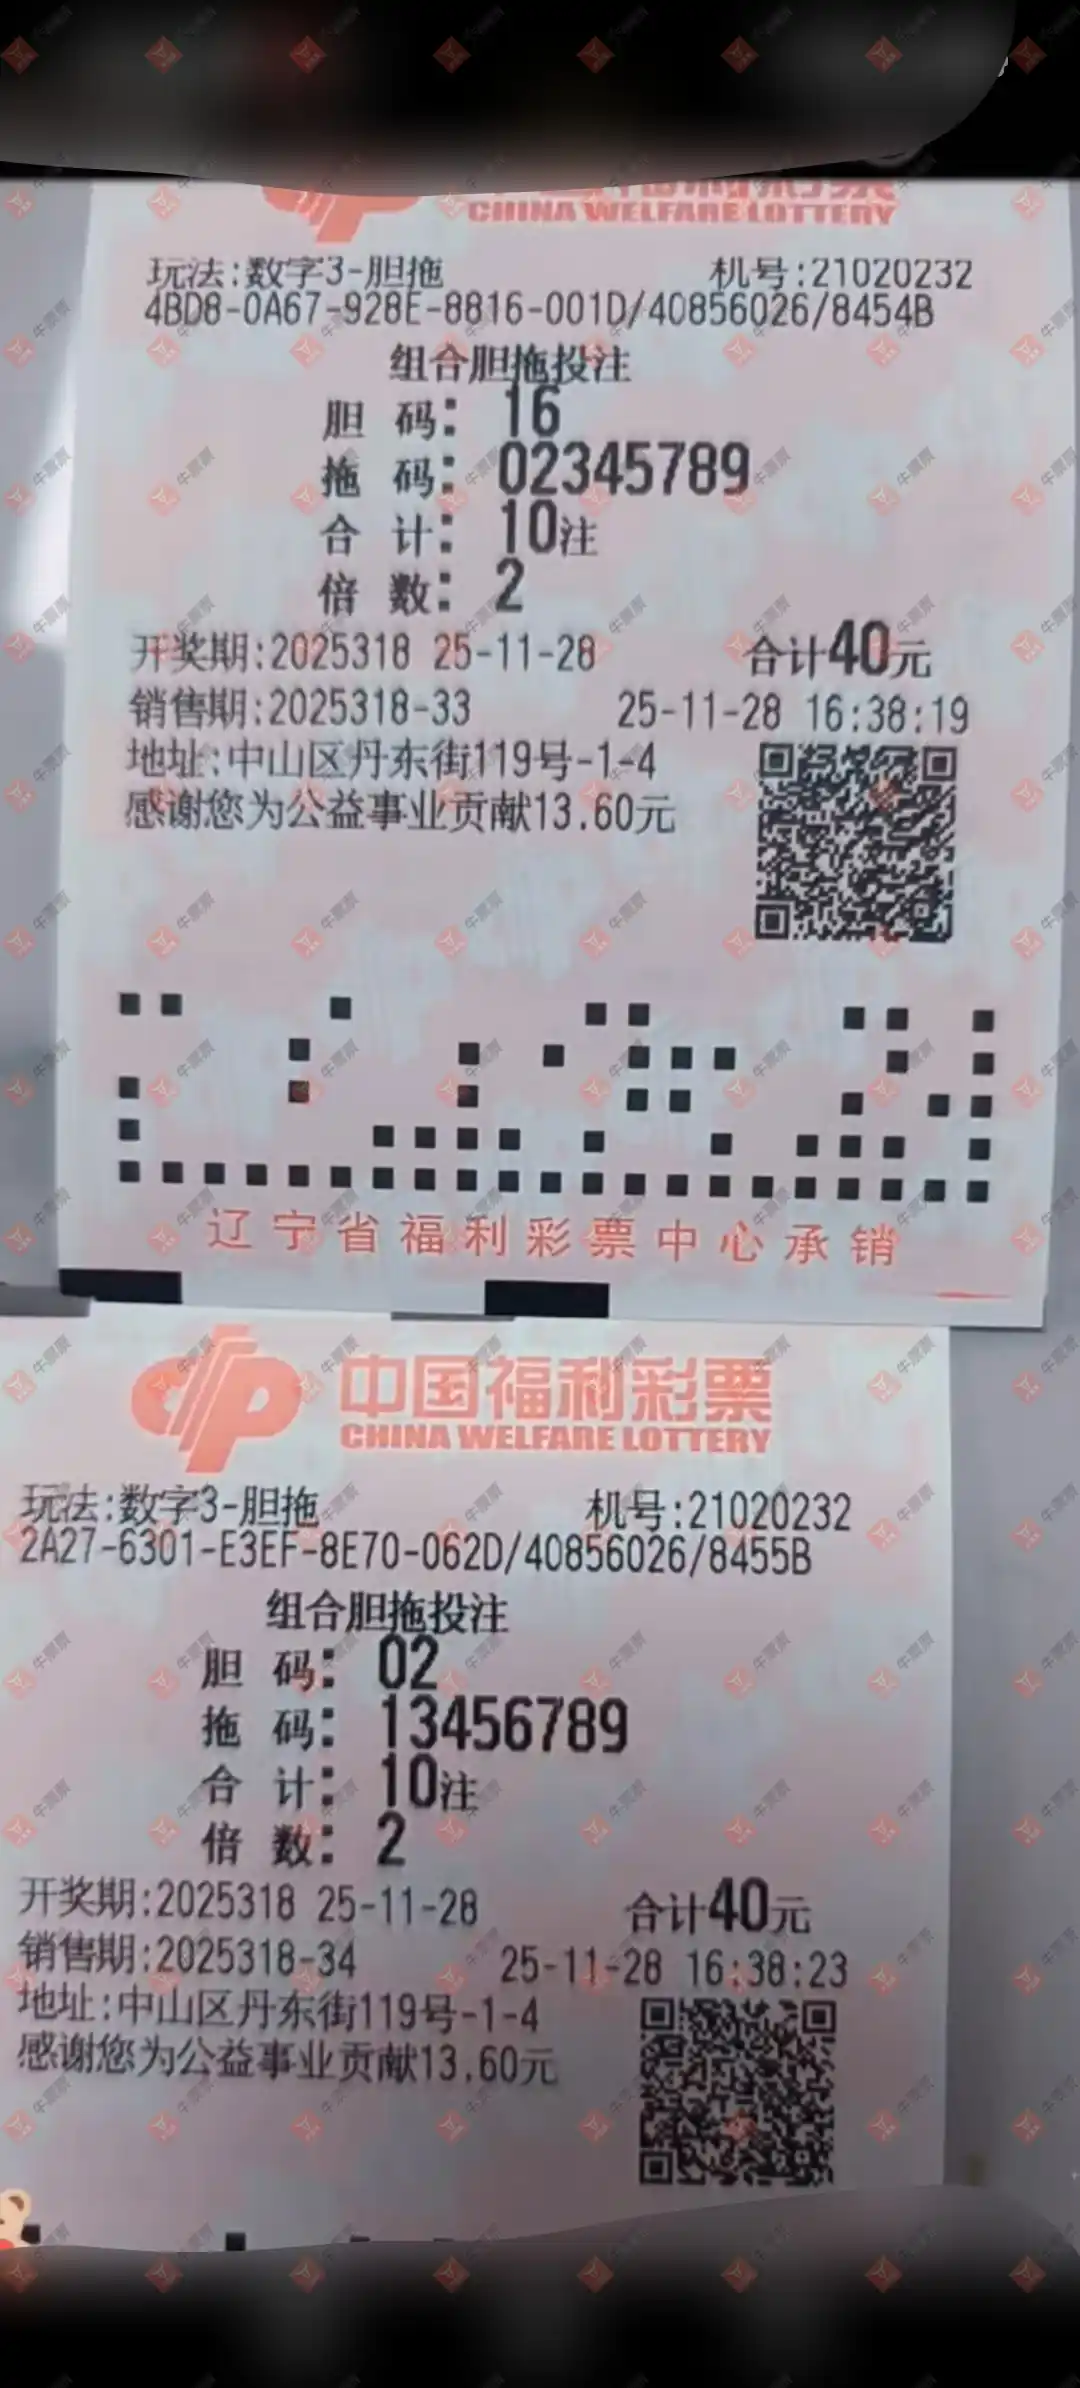 CHINA WELFARE LOTTERY
玩法:数字3-胆拖 机号:21020232
4BD8-0A67-928E-8816-001D/40856026/8454B
组合胆拖投注
胆 码: 16
拖 码: 02345789
合 计: 10注
倍 数: 2
开奖期:2025318 25-11-28 合计40元
销售期:2025318-33 25-11-28 16:38:19
地址:中山区丹东街119号-1-4
感谢您为公益事业贡献13.60元
辽宁省福利彩票中心承销
中国福利彩票
CHINA WELFARE LOTTERY
玩法:数字3-胆拖 机号:21020232
2A27-6301-E3EF-8E70-062D/40856026/8455B
组合胆拖投注
胆 码: 02
拖 码: 13456789
合 计: 10注
倍 数: 2
开奖期:2025318 25-11-28 合计40元
销售期:2025318-34 25-11-28 16:38:23
地址:中山区丹东街119号-1-4
感谢您为公益事业贡献13.60元